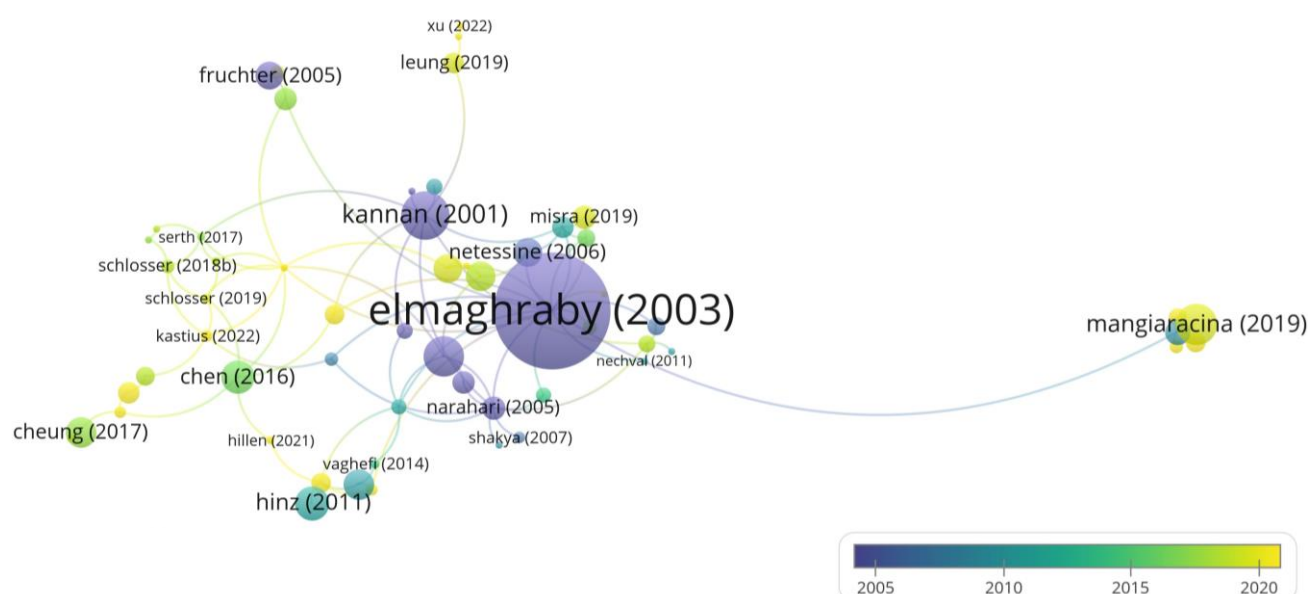 xu (2022)
leung (2019)
fruchter (2005)
kannan (2001)
misra (2019)
serth (2017)
netessine (2006)
schlosser (2018b)
schlosser (2019)
elmaghraby (2003)
mangiaracina (2019)
kastius (2022)
nechval (2011)
chen (2016)
narahari (2005)
cheung (2017)
hillen (2021)
shakya (2007)
vaghefi (2014)
hinz (2011)
2005 2010 2015 2020